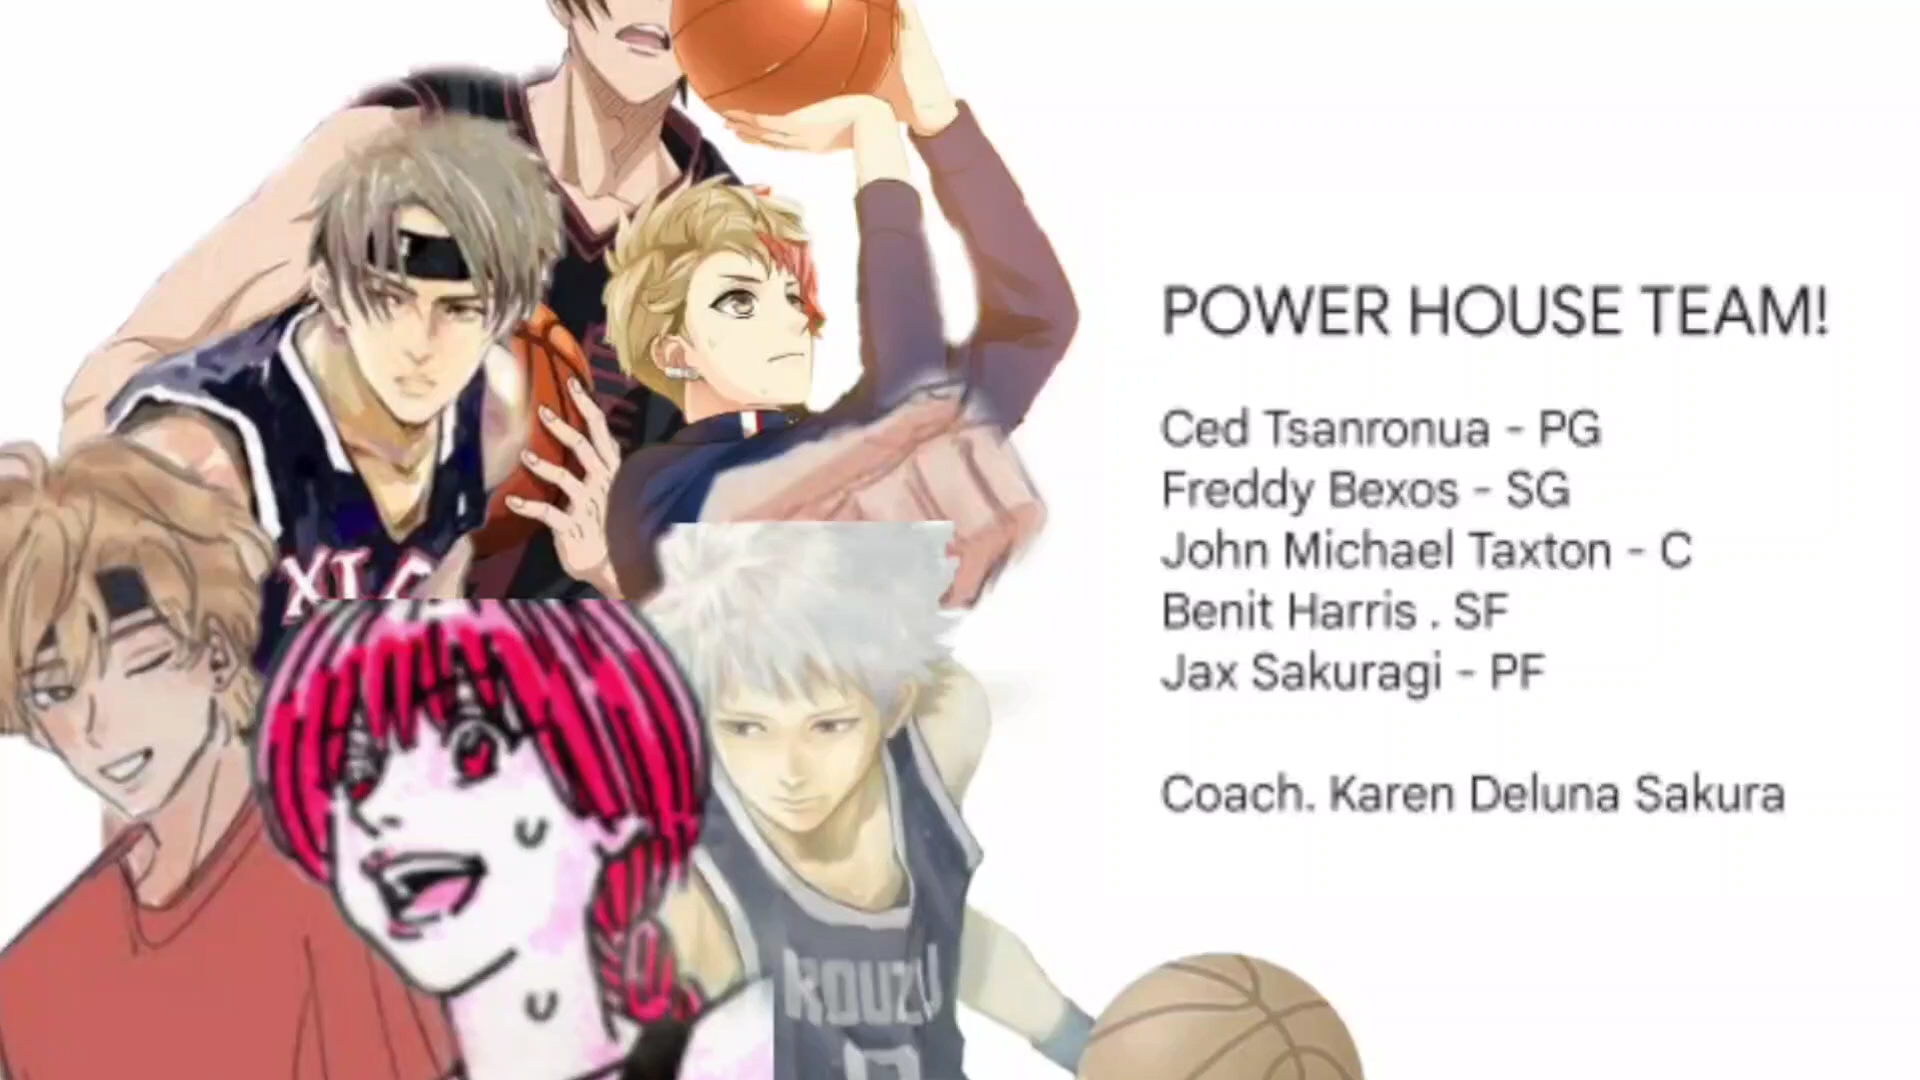 POWER HOUSE TEAM!
Ced Tsanronua - PG
Freddy Bexos - SG
John Michael Taxton - C
Benit Harris . SF
Jax Sakuragi - PF
Coach. Karen Deluna Sakura
ROUZU